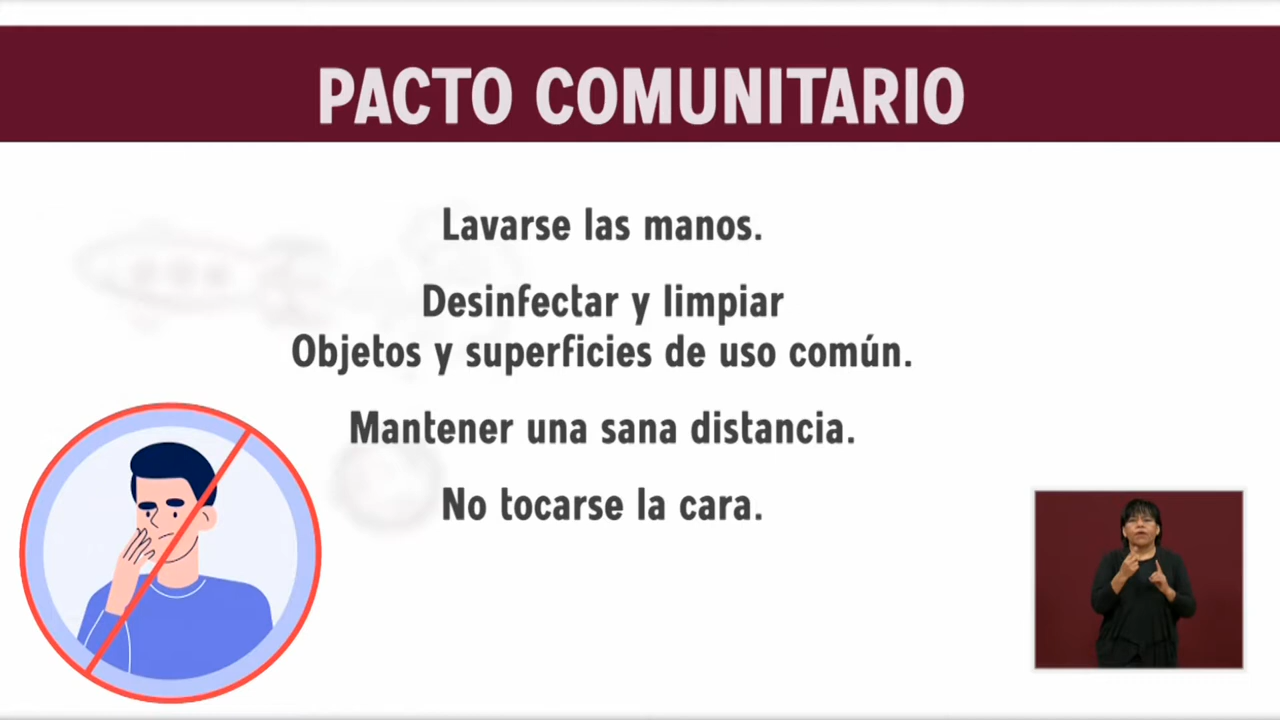 PACTO COMUNITARIO
Lavarse las manos.
Desinfectar y limpiar
Objetos y superficies de uso común.
Mantener una sana distancia.
No tocarse la cara.